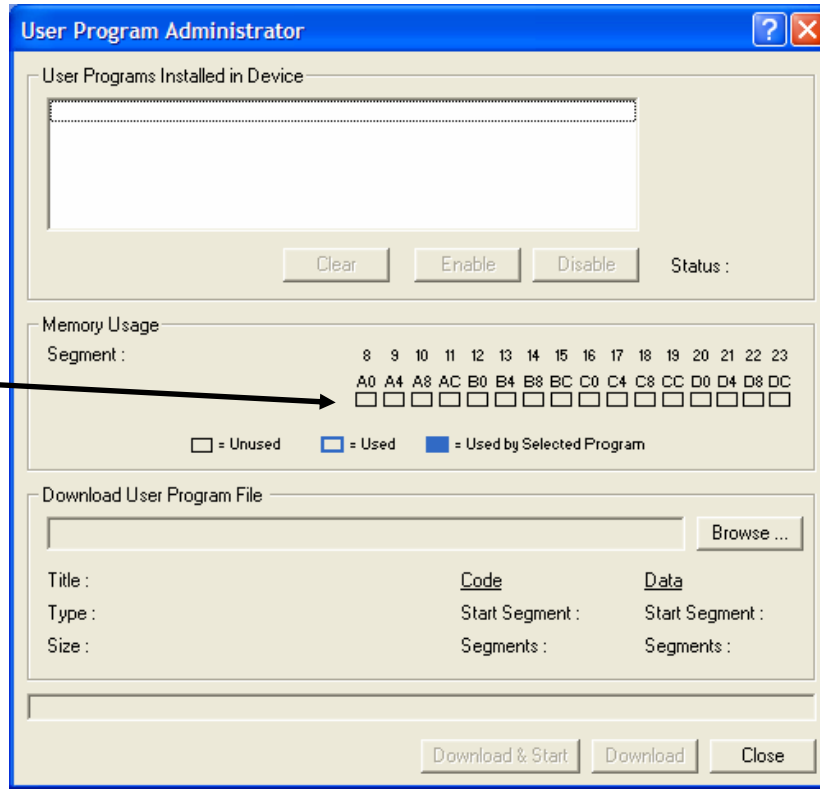 User Program Administrator
User Programs Installed in Device
Clear Enable Disable Status :
Memory Usage
Segment : 8 9 10 11 12 13 14 15 16 17 18 19 20 21 22 23
A0 A4 A8 AC B0 B4 B8 BC C0 C4 C8 CC D0 D4 D8 DC
= Unused = Used = Used by Selected Program
Download User Program File
Browse ...
Title : Code Data
Type : Start Segment : Start Segment :
Size : Segments : Segments :
Download & Start Download Close